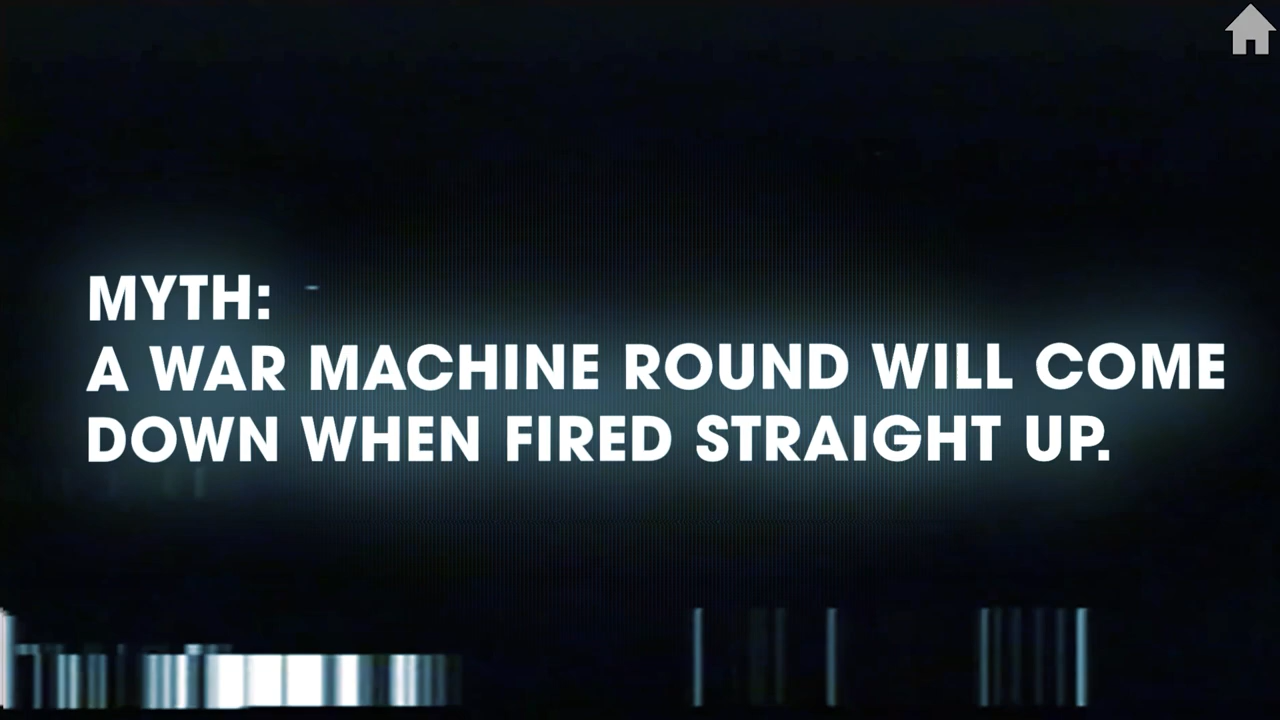 MYTH:
A WAR MACHINE ROUND WILL COME
DOWN WHEN FIRED STRAIGHT UP.